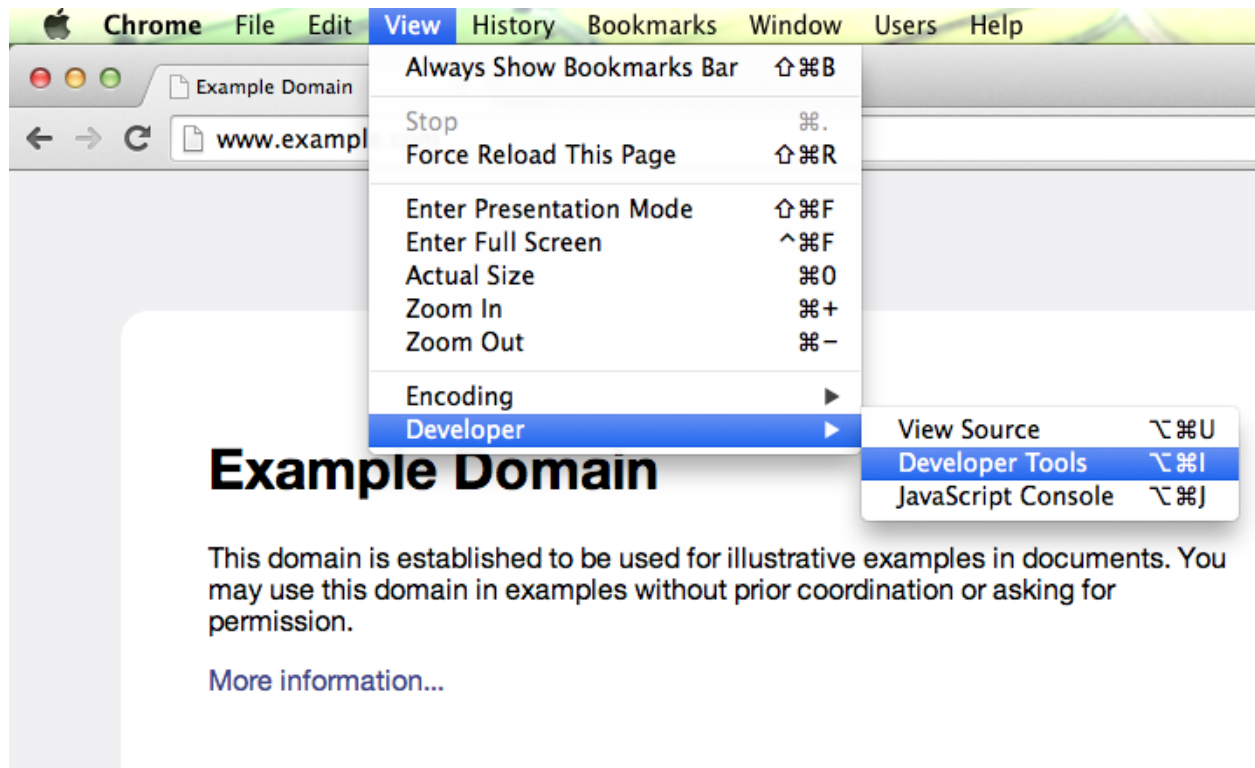 Chrome File Edit View History Bookmarks Window Users Help
Example Domain
www.exampl
Always Show Bookmarks Bar ⇧⌘B
Stop ⌘.
Force Reload This Page ⇧⌘R
Enter Presentation Mode ⇧⌘F
Enter Full Screen ^⌘F
Actual Size ⌘0
Zoom In ⌘+
Zoom Out ⌘−
Encoding ▶
Developer ▶
View Source ⌥⌘U
Developer Tools ⌥⌘I
JavaScript Console ⌥⌘J
Example Domain
This domain is established to be used for illustrative examples in documents. You
may use this domain in examples without prior coordination or asking for
permission.
More information...